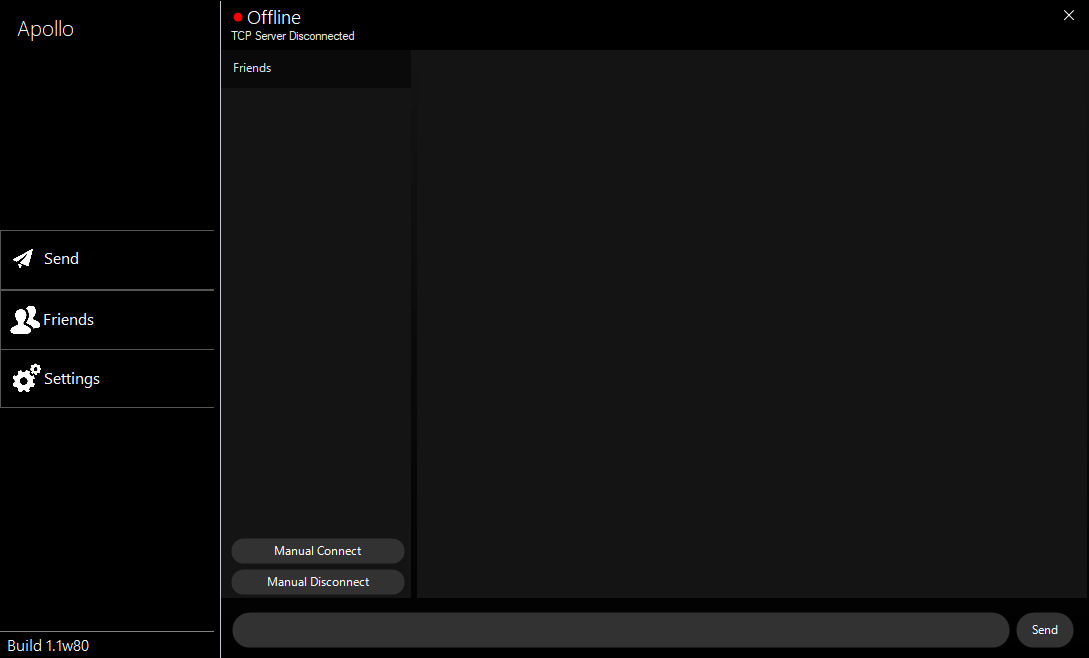 Apollo
Offline
TCP Server Disconnected
Friends
Send
Friends
Settings
Manual Connect
Manual Disconnect
Send
Build 1.1w80